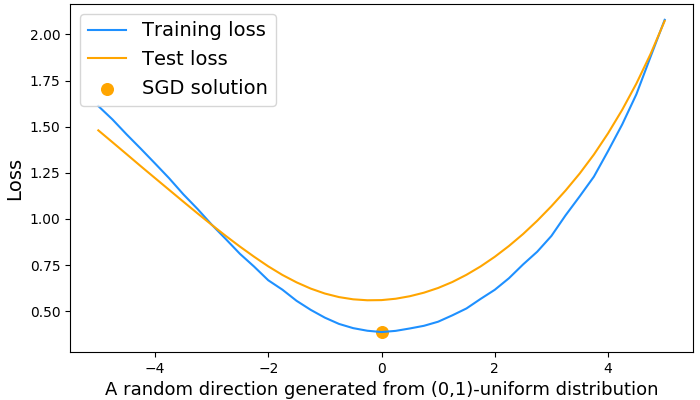 Training loss
Test loss
SGD solution
Loss
2.00
1.75
1.50
1.25
1.00
0.75
0.50
−4 −2 0 2 4
A random direction generated from (0,1)-uniform distribution